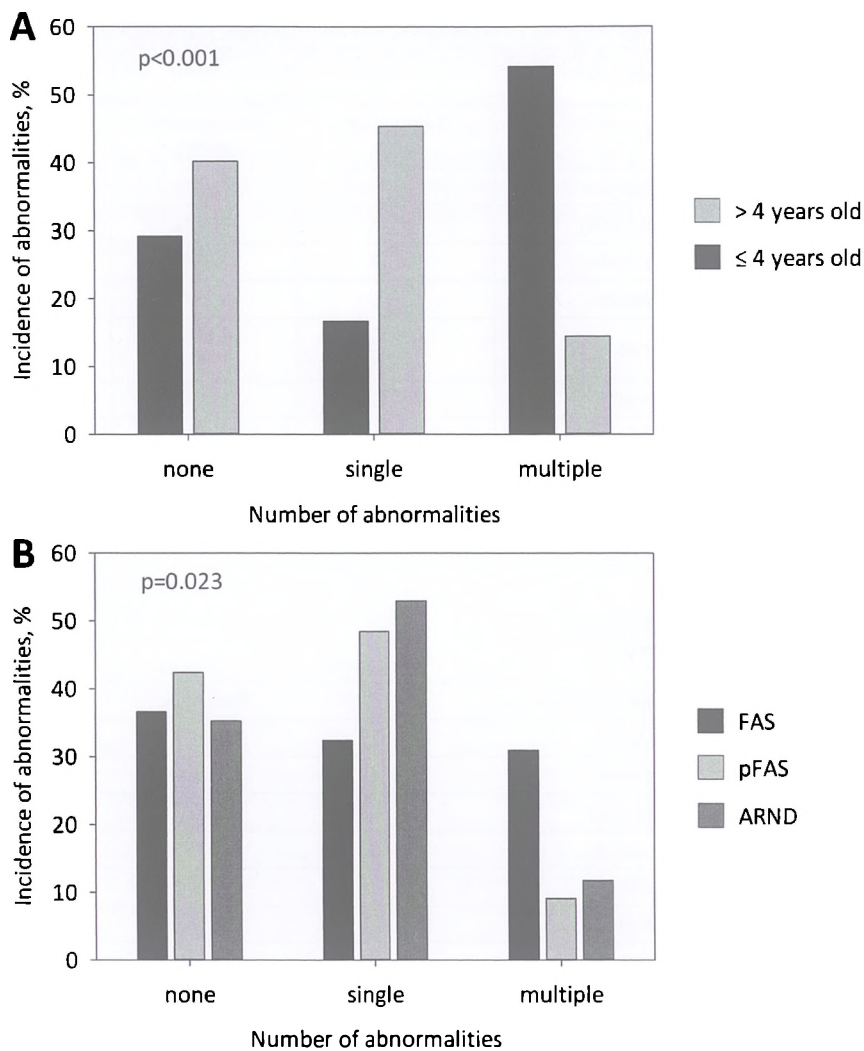 A
p<0.001
Incidence of abnormalities, %
60
50
40
30
20
10
0
none single multiple
Number of abnormalities
> 4 years old
≤ 4 years old
B
p=0.023
Incidence of abnormalities, %
60
50
40
30
20
10
0
none single multiple
Number of abnormalities
FAS
pFAS
ARND